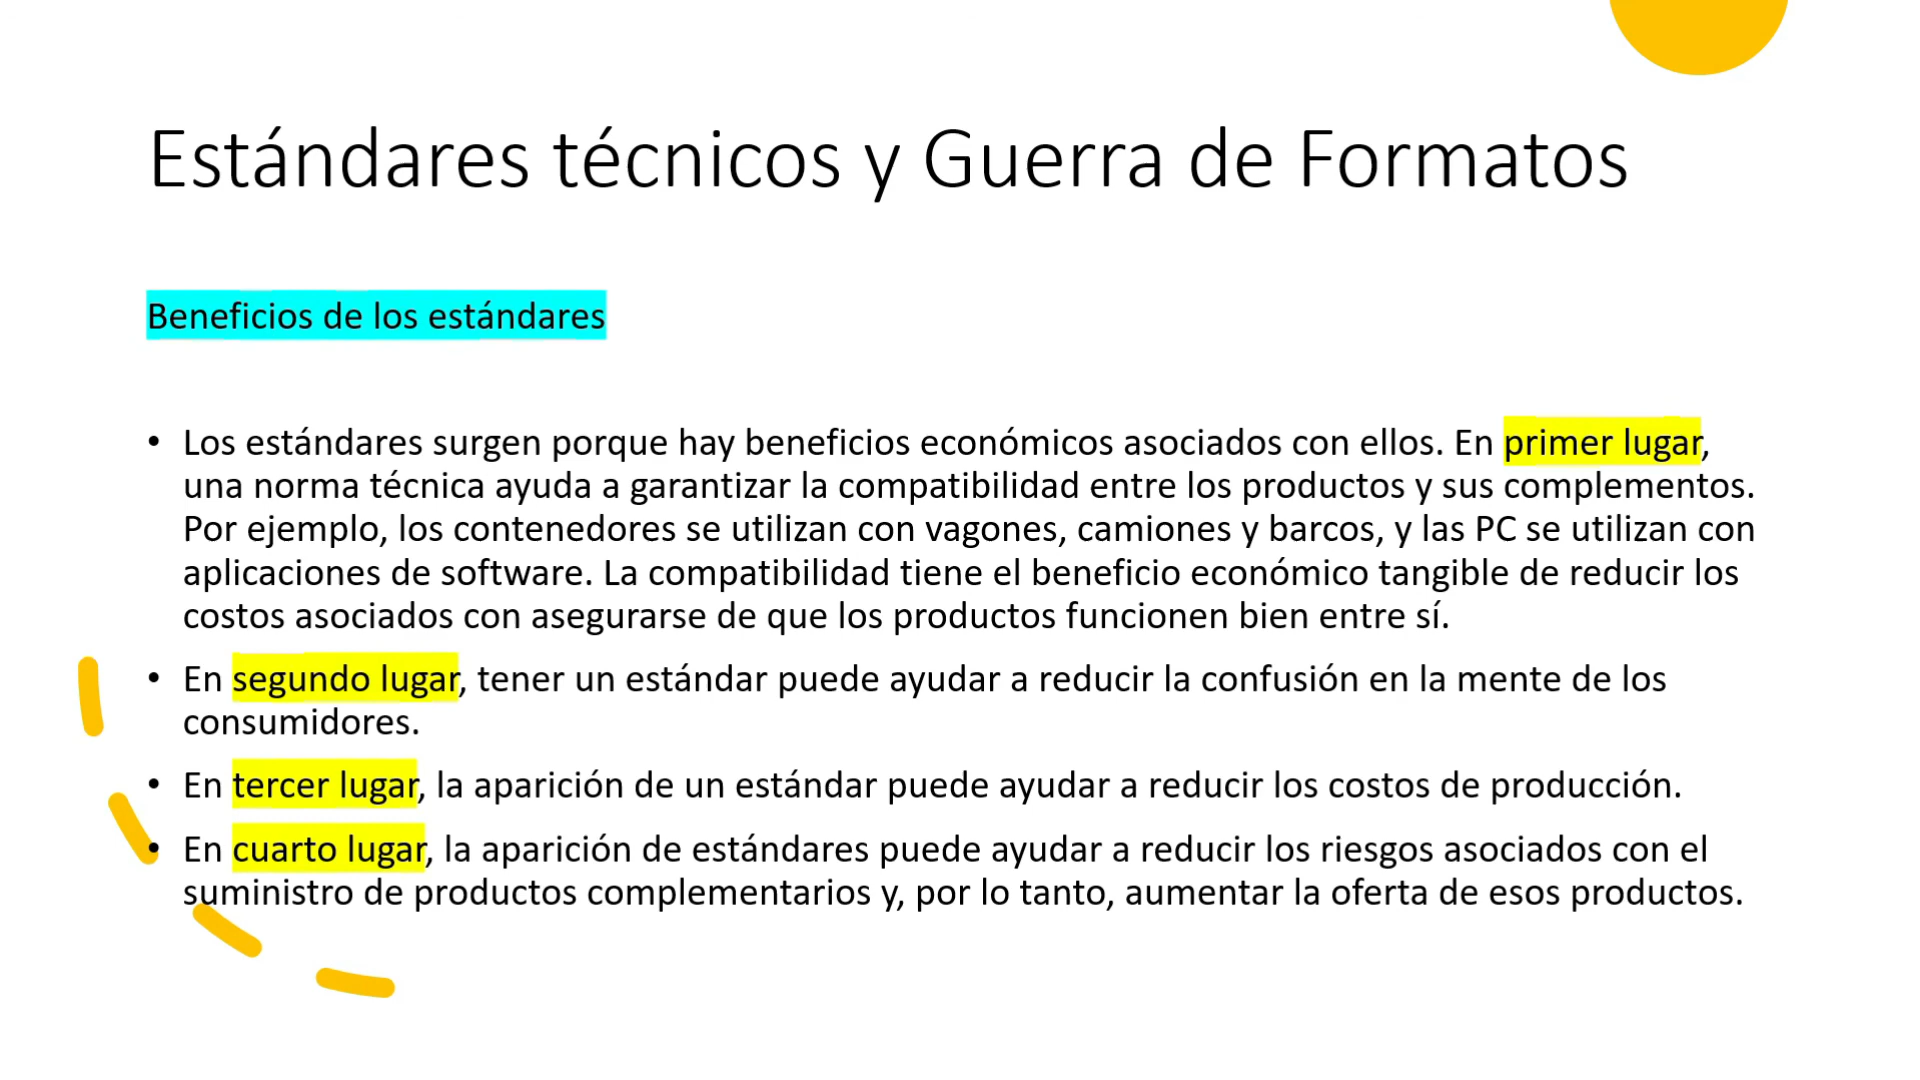 Estándares técnicos y Guerra de Formatos
Beneficios de los estándares
• Los estándares surgen porque hay beneficios económicos asociados con ellos. En primer lugar,
una norma técnica ayuda a garantizar la compatibilidad entre los productos y sus complementos.
Por ejemplo, los contenedores se utilizan con vagones, camiones y barcos, y las PC se utilizan con
aplicaciones de software. La compatibilidad tiene el beneficio económico tangible de reducir los
costos asociados con asegurarse de que los productos funcionen bien entre sí.
• En segundo lugar, tener un estándar puede ayudar a reducir la confusión en la mente de los
consumidores.
• En tercer lugar, la aparición de un estándar puede ayudar a reducir los costos de producción.
• En cuarto lugar, la aparición de estándares puede ayudar a reducir los riesgos asociados con el
suministro de productos complementarios y, por lo tanto, aumentar la oferta de esos productos.